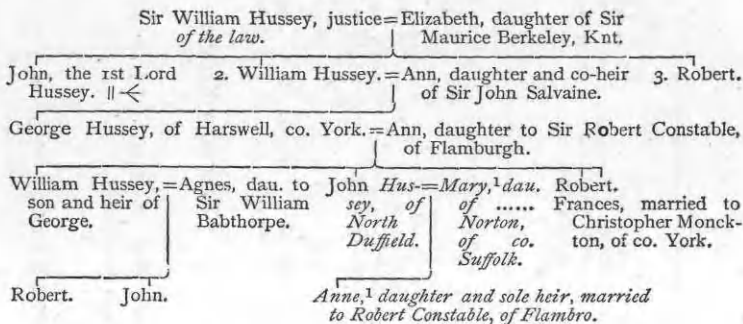 Sir William Hussey, justice=Elizabeth, daughter of Sir
of the law. Maurice Berkeley, Knt.
John, the 1st Lord 2. William Hussey.=Ann, daughter and co-heir 3. Robert.
Hussey. of Sir John Salvaine.
George Hussey, of Harswell, co. York.=Ann, daughter to Sir Robert Constable,
of Flamburgh.
William Hussey,=Agnes, dau. to John Hus-=Mary,¹ dau. Robert.
son and heir of Sir William sey, of of ...... Frances, married to
George. Babthorpe. North Norton, Christopher Monck-
Duffield. of co. ton, of co. York.
Suffolk.
Robert. John. Anne,¹ daughter and sole heir, married
to Robert Constable, of Flambro.